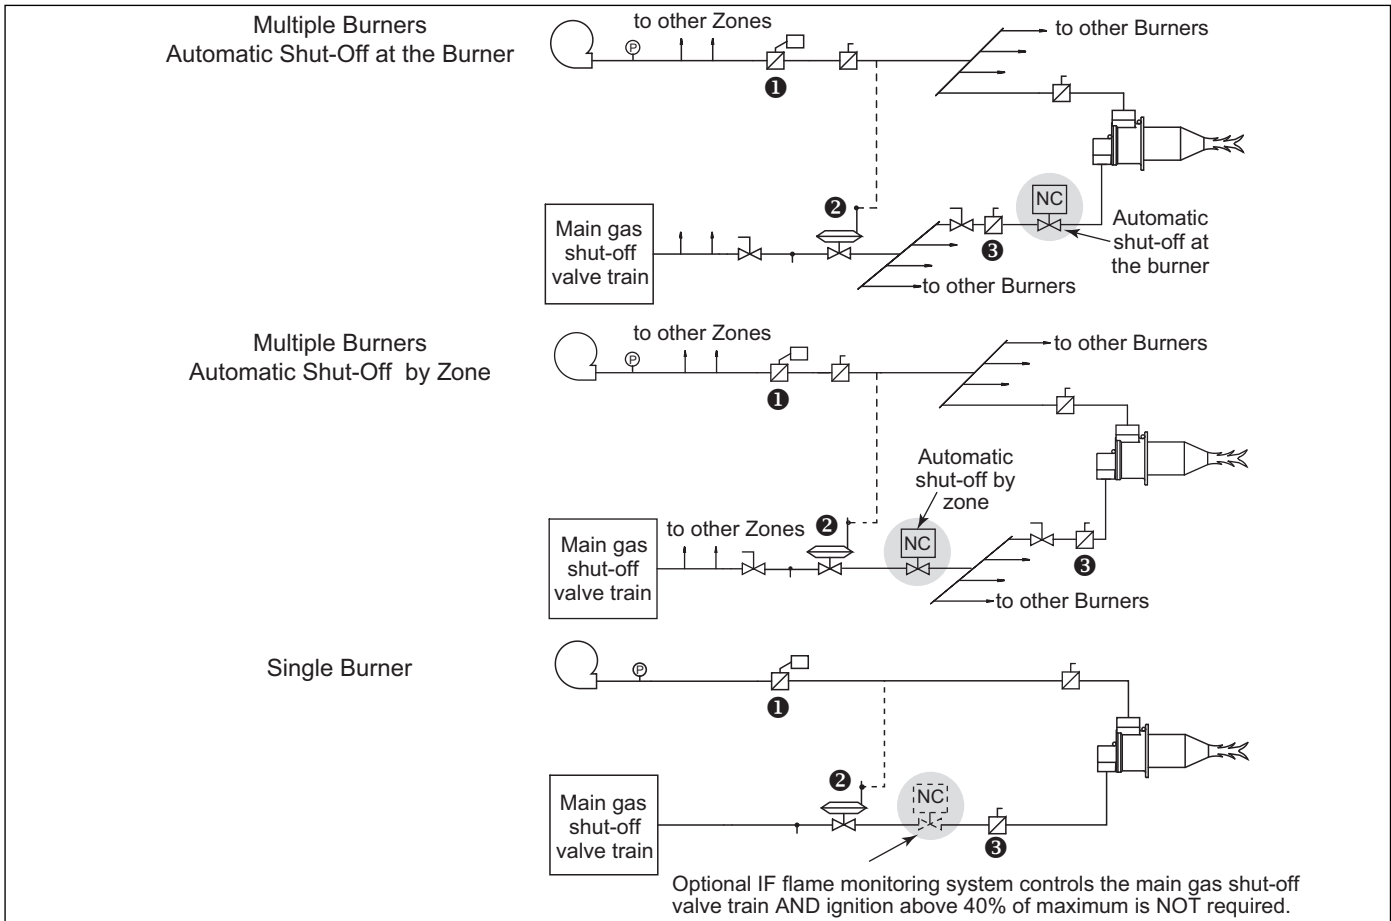 Multiple Burners
Automatic Shut-Off at the Burner
to other Zones
P
❶
to other Burners
❷
Main gas
shut-off
valve train
NC
❸
Automatic
shut-off at
the burner
to other Burners
Multiple Burners
Automatic Shut-Off by Zone
to other Zones
P
❶
to other Burners
Automatic
shut-off by
zone
to other Zones
❷
NC
Main gas
shut-off
valve train
❸
to other Burners
Single Burner
P
❶
❷
NC
Main gas
shut-off
valve train
❸
Optional IF flame monitoring system controls the main gas shut-off
valve train AND ignition above 40% of maximum is NOT required.